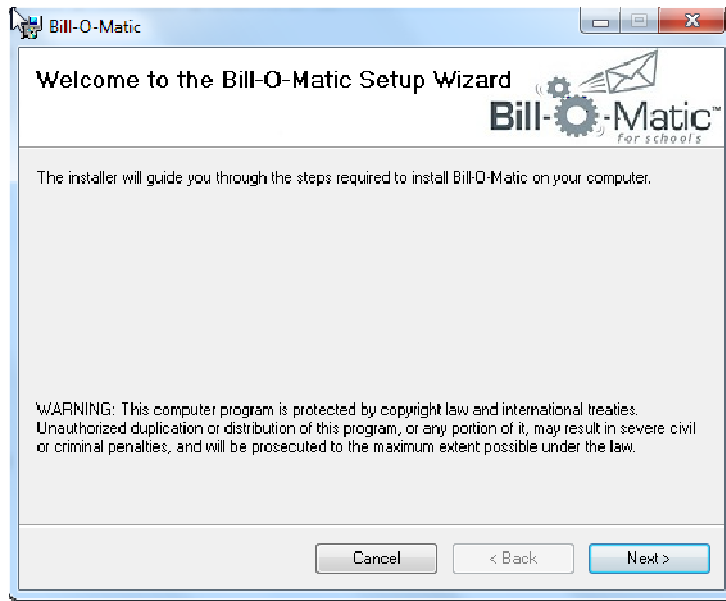 Bill-O-Matic
Welcome to the Bill-O-Matic Setup Wizard
Bill-O-Matic™
for schools
The installer will guide you through the steps required to install Bill-O-Matic on your computer.
WARNING: This computer program is protected by copyright law and international treaties.
Unauthorized duplication or distribution of this program, or any portion of it, may result in severe civil
or criminal penalties, and will be prosecuted to the maximum extent possible under the law.
Cancel
< Back
Next >